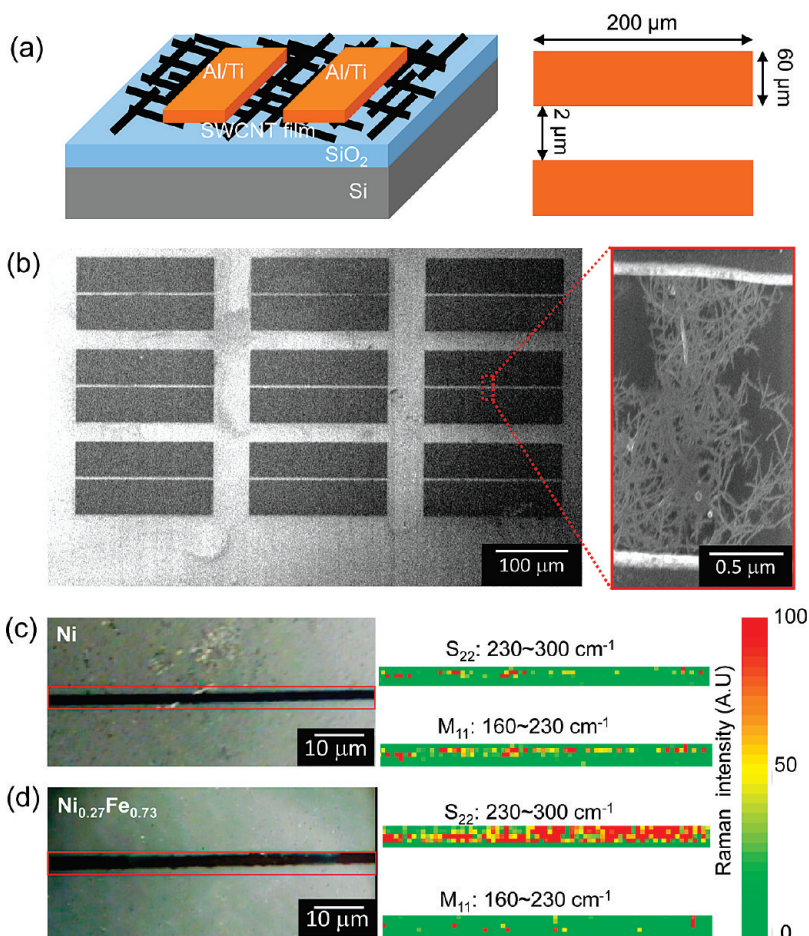 (a)
Al/Ti
Al/Ti
SWCNT film
SiO₂
Si
200 μm
60 μm
2 μm
(b)
100 μm
0.5 μm
(c)
Ni
10 μm
S₂₂: 230~300 cm⁻¹
M₁₁: 160~230 cm⁻¹
(d)
Ni₀.₂₇Fe₀.₇₃
10 μm
S₂₂: 230~300 cm⁻¹
M₁₁: 160~230 cm⁻¹
100
50
0
Raman intensity (A.U)